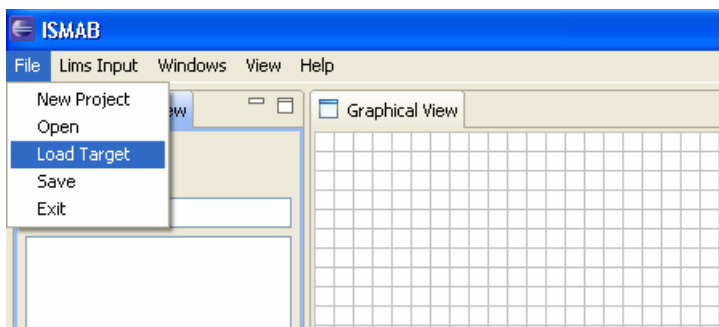 ISMAB
File Lims Input Windows View Help
New Project
Open
Load Target
Save
Exit
Graphical View